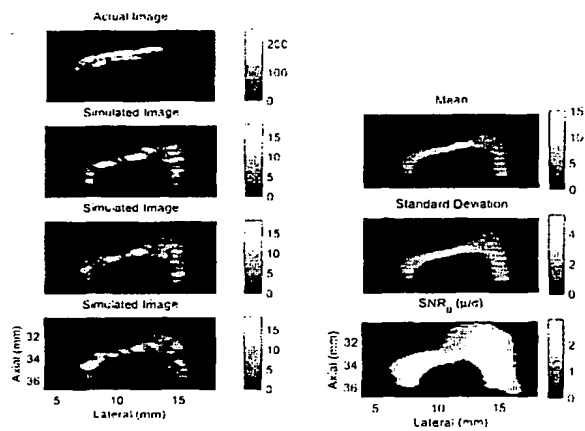 Actual Image
200
100
0
Simulated Image
15
10
5
0
Simulated Image
15
10
5
0
Simulated Image
15
10
5
0
Axial (mm)
32
34
36
5 10 15
Lateral (mm)
Mean
15
10
5
0
Standard Deviation
4
2
0
SNR₀ (μ/σ)
2
1
0
Axial (mm)
32
34
36
5 10 15
Lateral (mm)